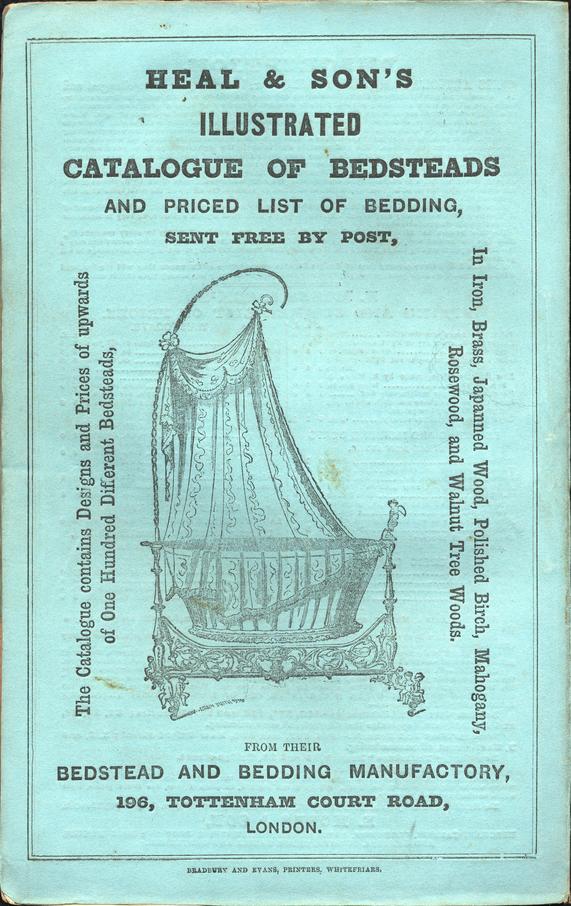 HEAL & SON'S
ILLUSTRATED
CATALOGUE OF BEDSTEADS
AND PRICED LIST OF BEDDING,
SENT FREE BY POST,
The Catalogue contains Designs and Prices of upwards
of One Hundred Different Bedsteads,
In Iron, Brass, Japanned Wood, Polished Birch, Mahogany,
Rosewood, and Walnut Tree Woods.
FROM THEIR
BEDSTEAD AND BEDDING MANUFACTORY,
196, TOTTENHAM COURT ROAD,
LONDON.
BRADBURY AND EVANS, PRINTERS, WHITEFRIARS.